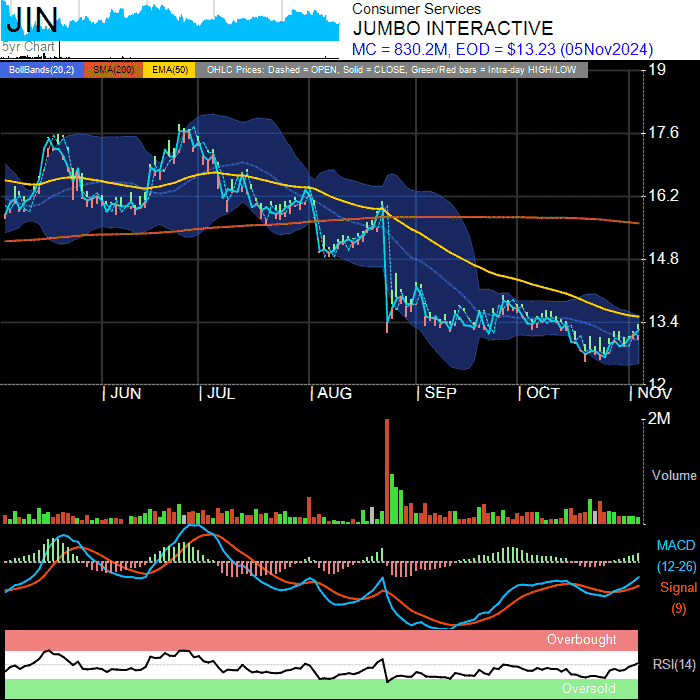 JIN
5yr Chart
Consumer Services
JUMBO INTERACTIVE
MC = 830.2M, EOD = $13.23 (05Nov2024)
BollBands(20,2) SMA(200) EMA(50) OHLC Prices: Dashed = OPEN, Solid = CLOSE, Green/Red bars = Intra-day HIGH/LOW
19
17.6
16.2
14.8
13.4
12
JUN JUL AUG SEP OCT NOV
2M
Volume
MACD
(12-26)
Signal
(9)
Overbought
RSI(14)
Oversold